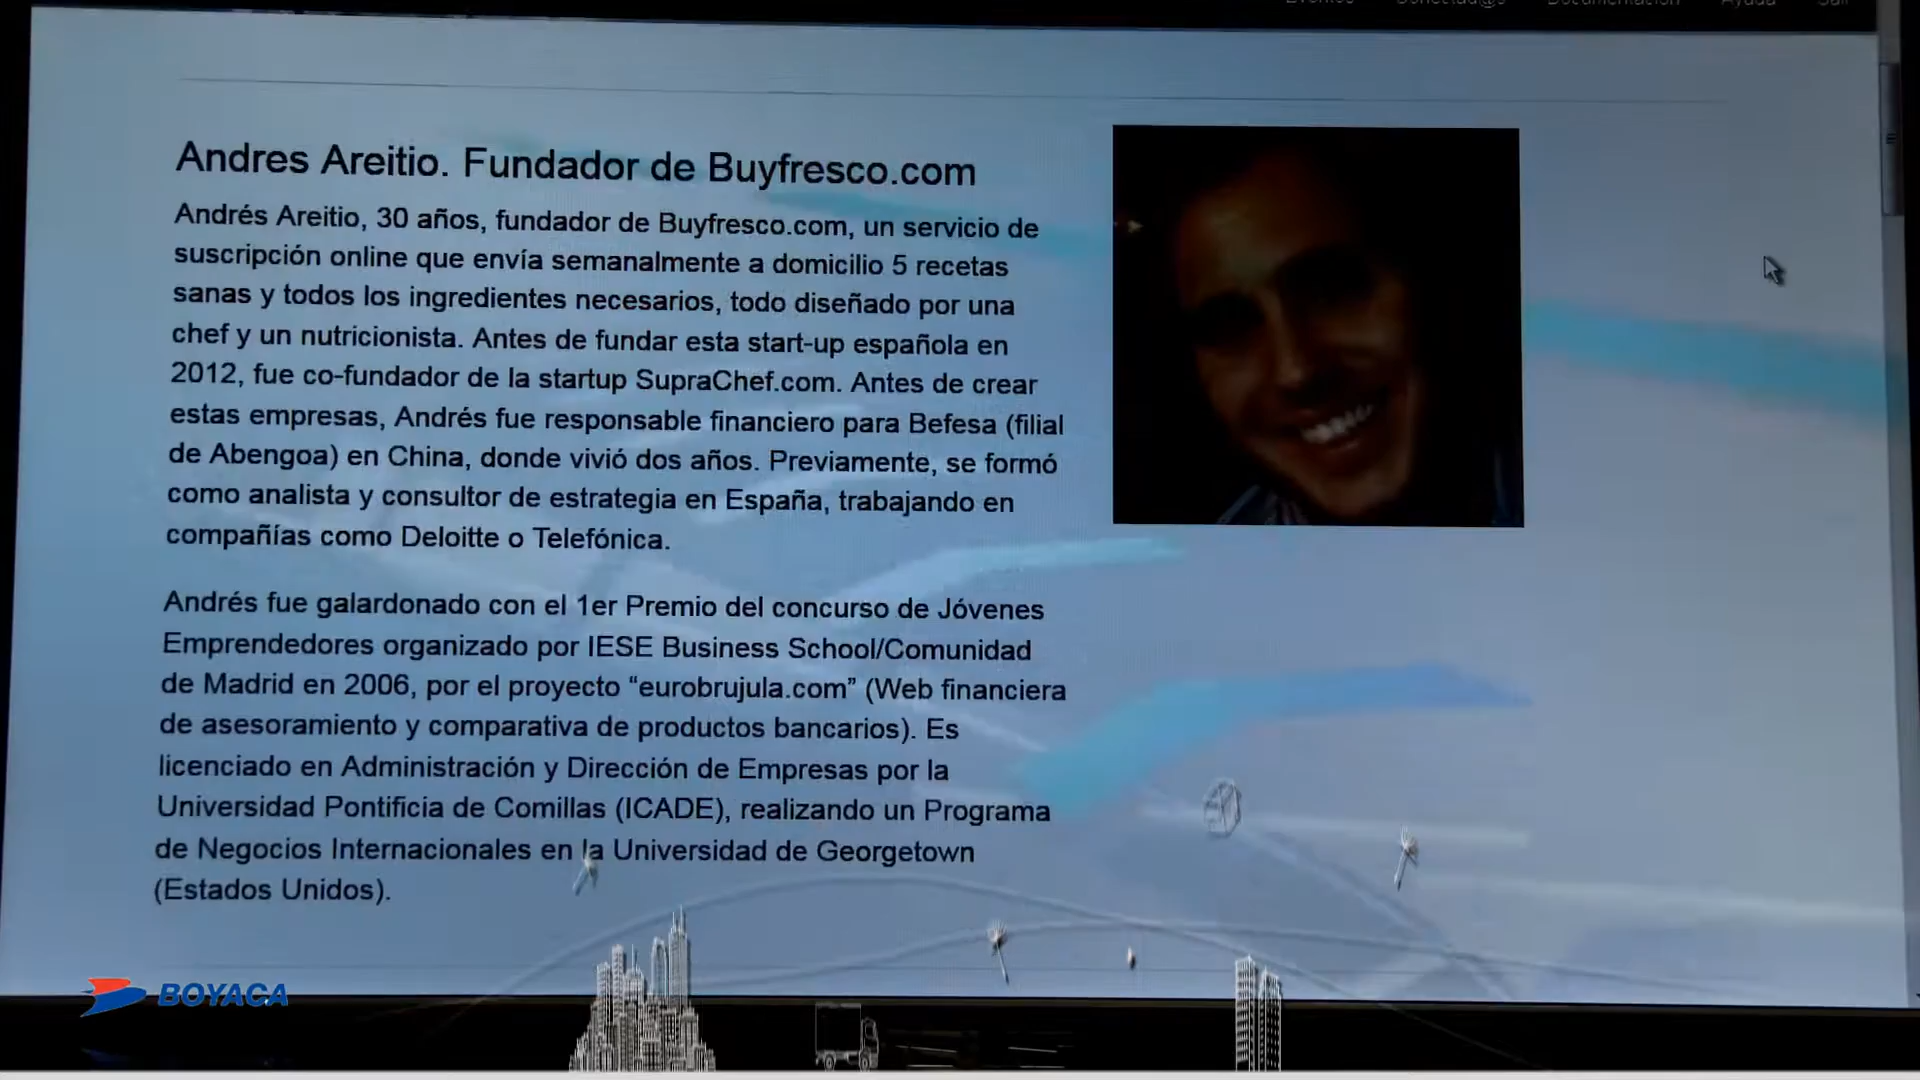 Eventos Conectad@s Documentación Ayuda Salir
Andres Areitio. Fundador de Buyfresco.com
Andrés Areitio, 30 años, fundador de Buyfresco.com, un servicio de
suscripción online que envía semanalmente a domicilio 5 recetas
sanas y todos los ingredientes necesarios, todo diseñado por una
chef y un nutricionista. Antes de fundar esta start-up española en
2012, fue co-fundador de la startup SupraChef.com. Antes de crear
estas empresas, Andrés fue responsable financiero para Befesa (filial
de Abengoa) en China, donde vivió dos años. Previamente, se formó
como analista y consultor de estrategia en España, trabajando en
compañías como Deloitte o Telefónica.
Andrés fue galardonado con el 1er Premio del concurso de Jóvenes
Emprendedores organizado por IESE Business School/Comunidad
de Madrid en 2006, por el proyecto “eurobrujula.com” (Web financiera
de asesoramiento y comparativa de productos bancarios). Es
licenciado en Administración y Dirección de Empresas por la
Universidad Pontificia de Comillas (ICADE), realizando un Programa
de Negocios Internacionales en la Universidad de Georgetown
(Estados Unidos).
BOYACA